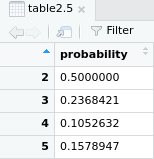 table2.5
Filter
probability
2 0.5000000
3 0.2368421
4 0.1052632
5 0.1578947